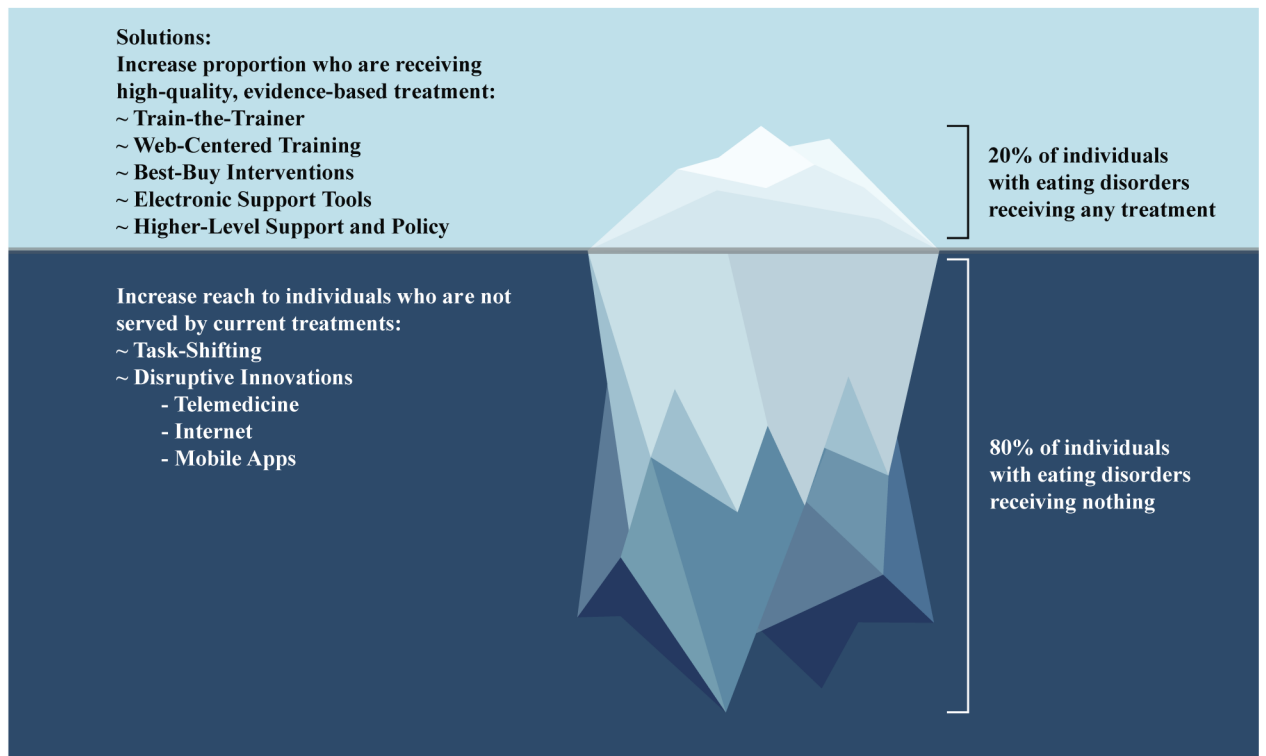 Solutions:
Increase proportion who are receiving
high-quality, evidence-based treatment:
~ Train-the-Trainer
~ Web-Centered Training
~ Best-Buy Interventions
~ Electronic Support Tools
~ Higher-Level Support and Policy
20% of individuals
with eating disorders
receiving any treatment
Increase reach to individuals who are not
served by current treatments:
~ Task-Shifting
~ Disruptive Innovations
- Telemedicine
- Internet
- Mobile Apps
80% of individuals
with eating disorders
receiving nothing